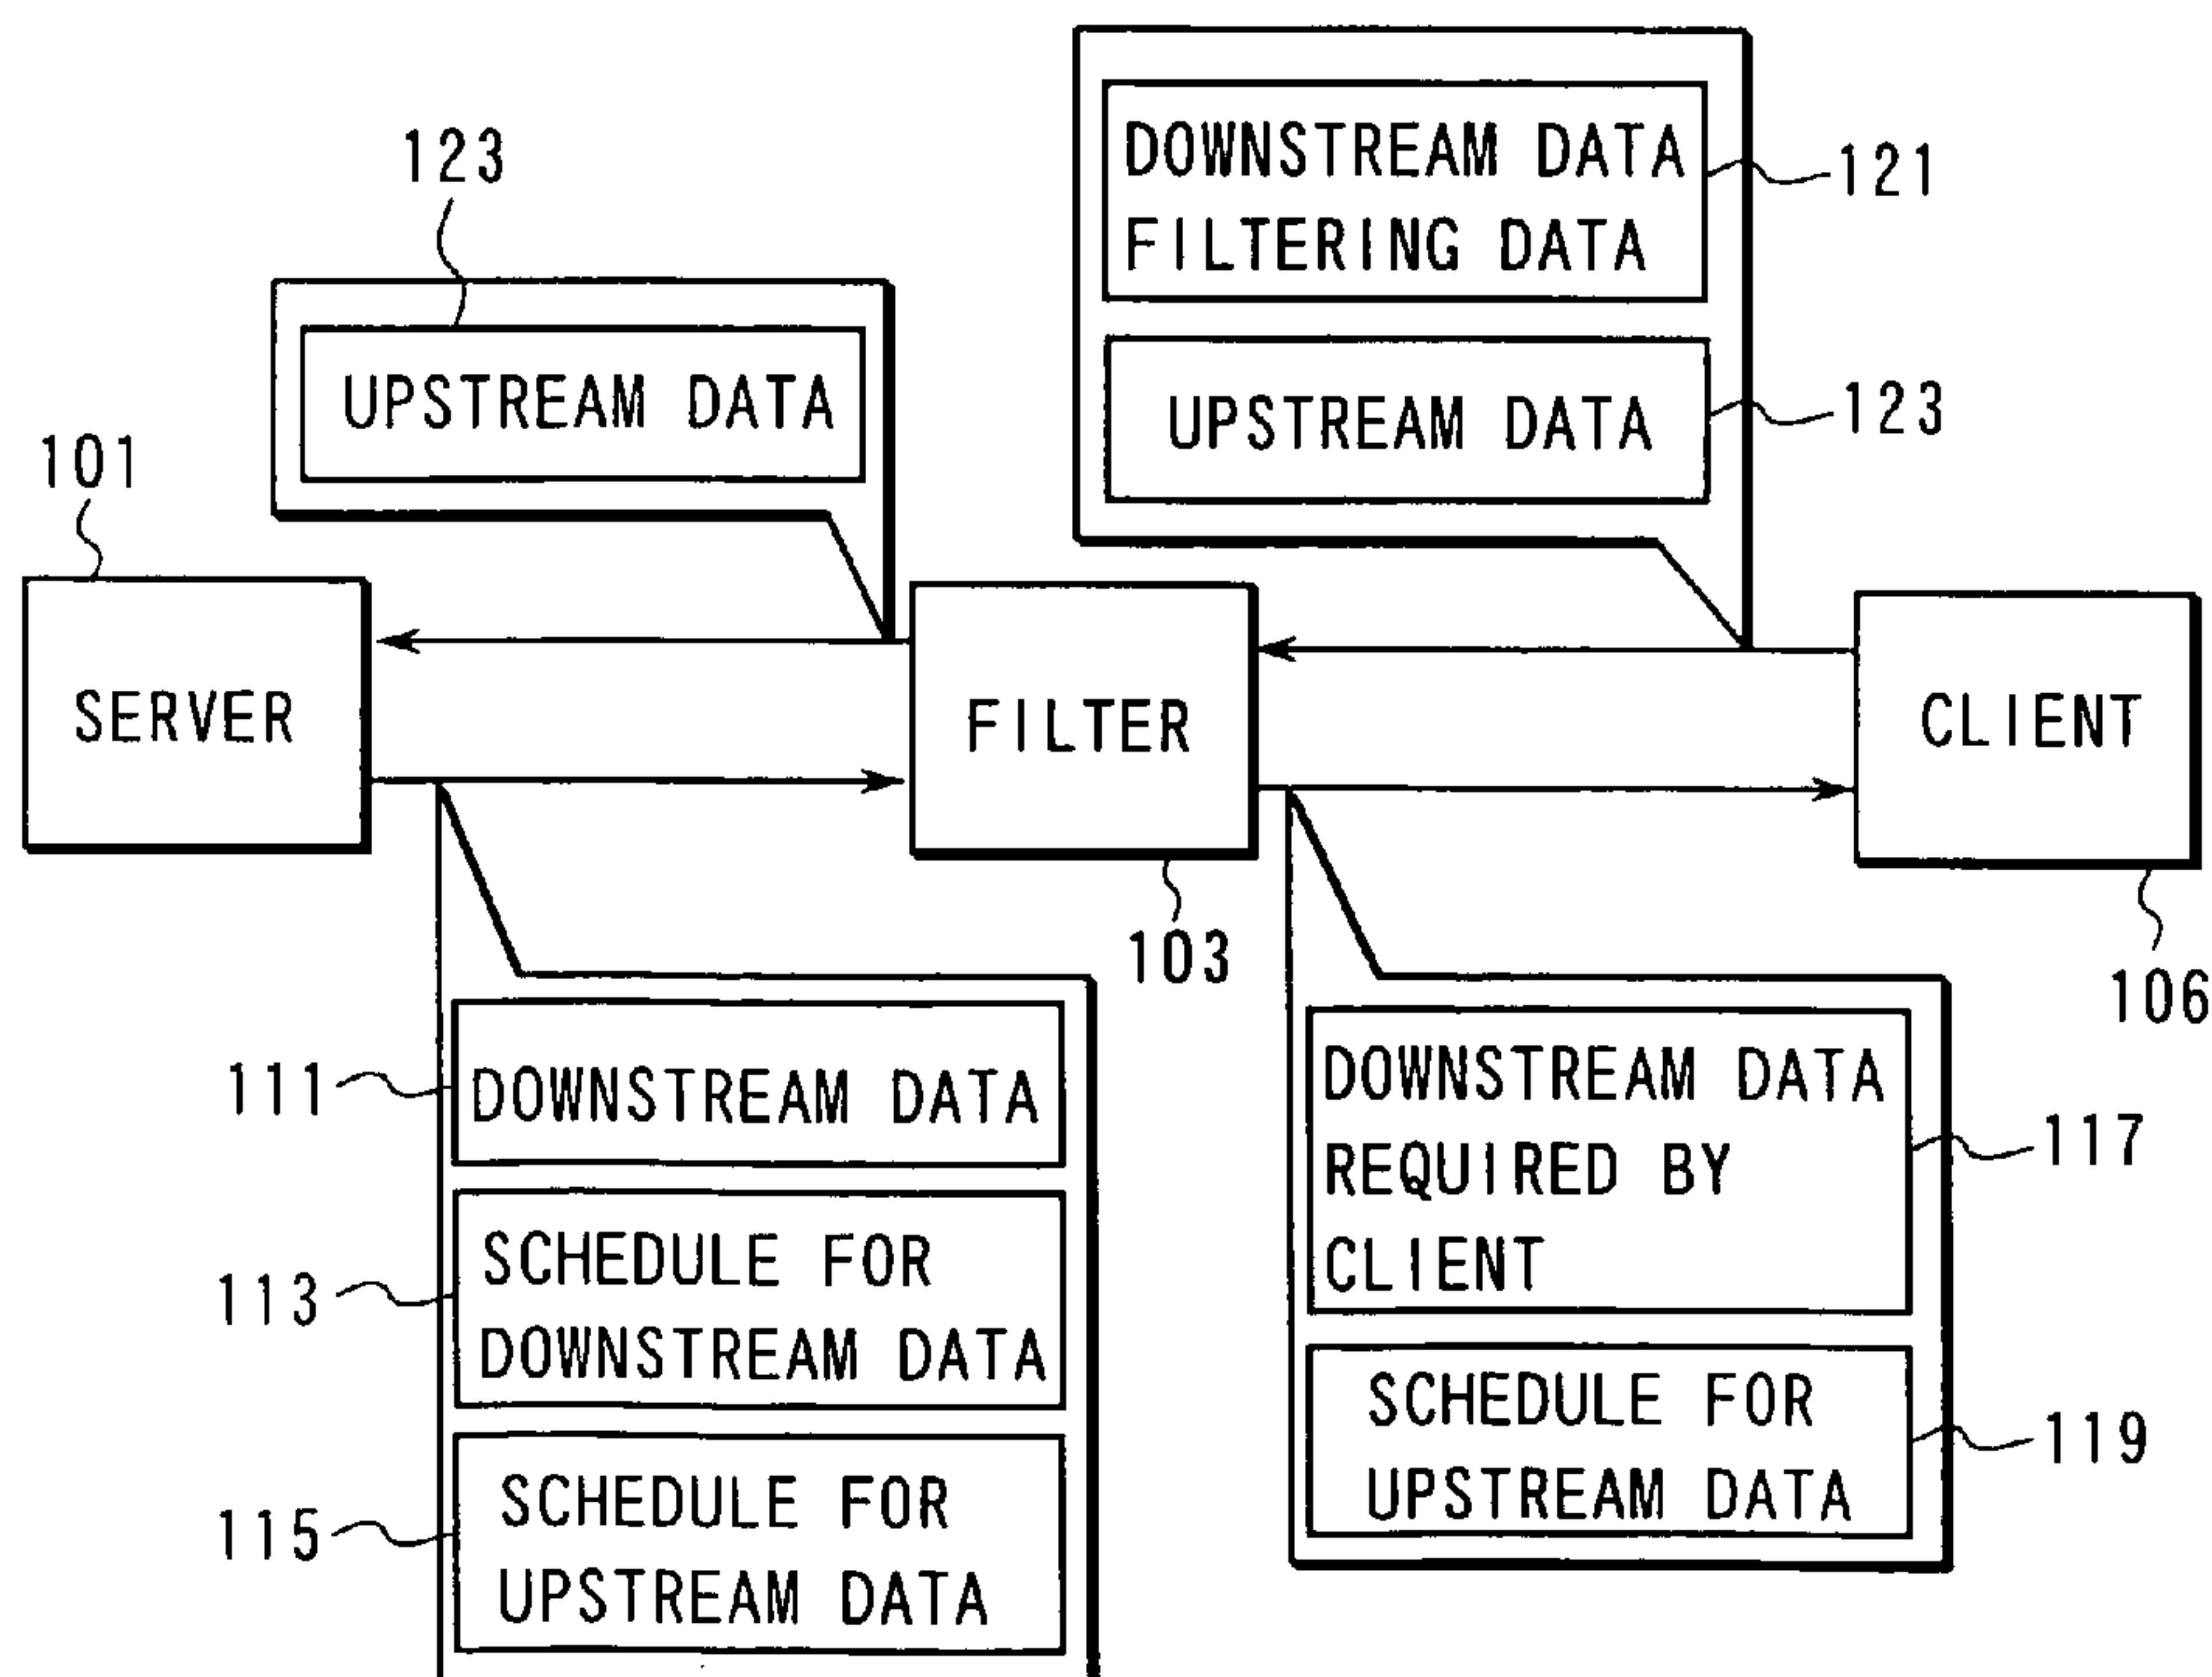 123
UPSTREAM DATA
DOWNSTREAM DATA
FILTERING DATA
121
UPSTREAM DATA
123
101
SERVER
FILTER
CLIENT
103
106
111
DOWNSTREAM DATA
113
SCHEDULE FOR
DOWNSTREAM DATA
115
SCHEDULE FOR
UPSTREAM DATA
DOWNSTREAM DATA
REQUIRED BY
CLIENT
117
SCHEDULE FOR
UPSTREAM DATA
119